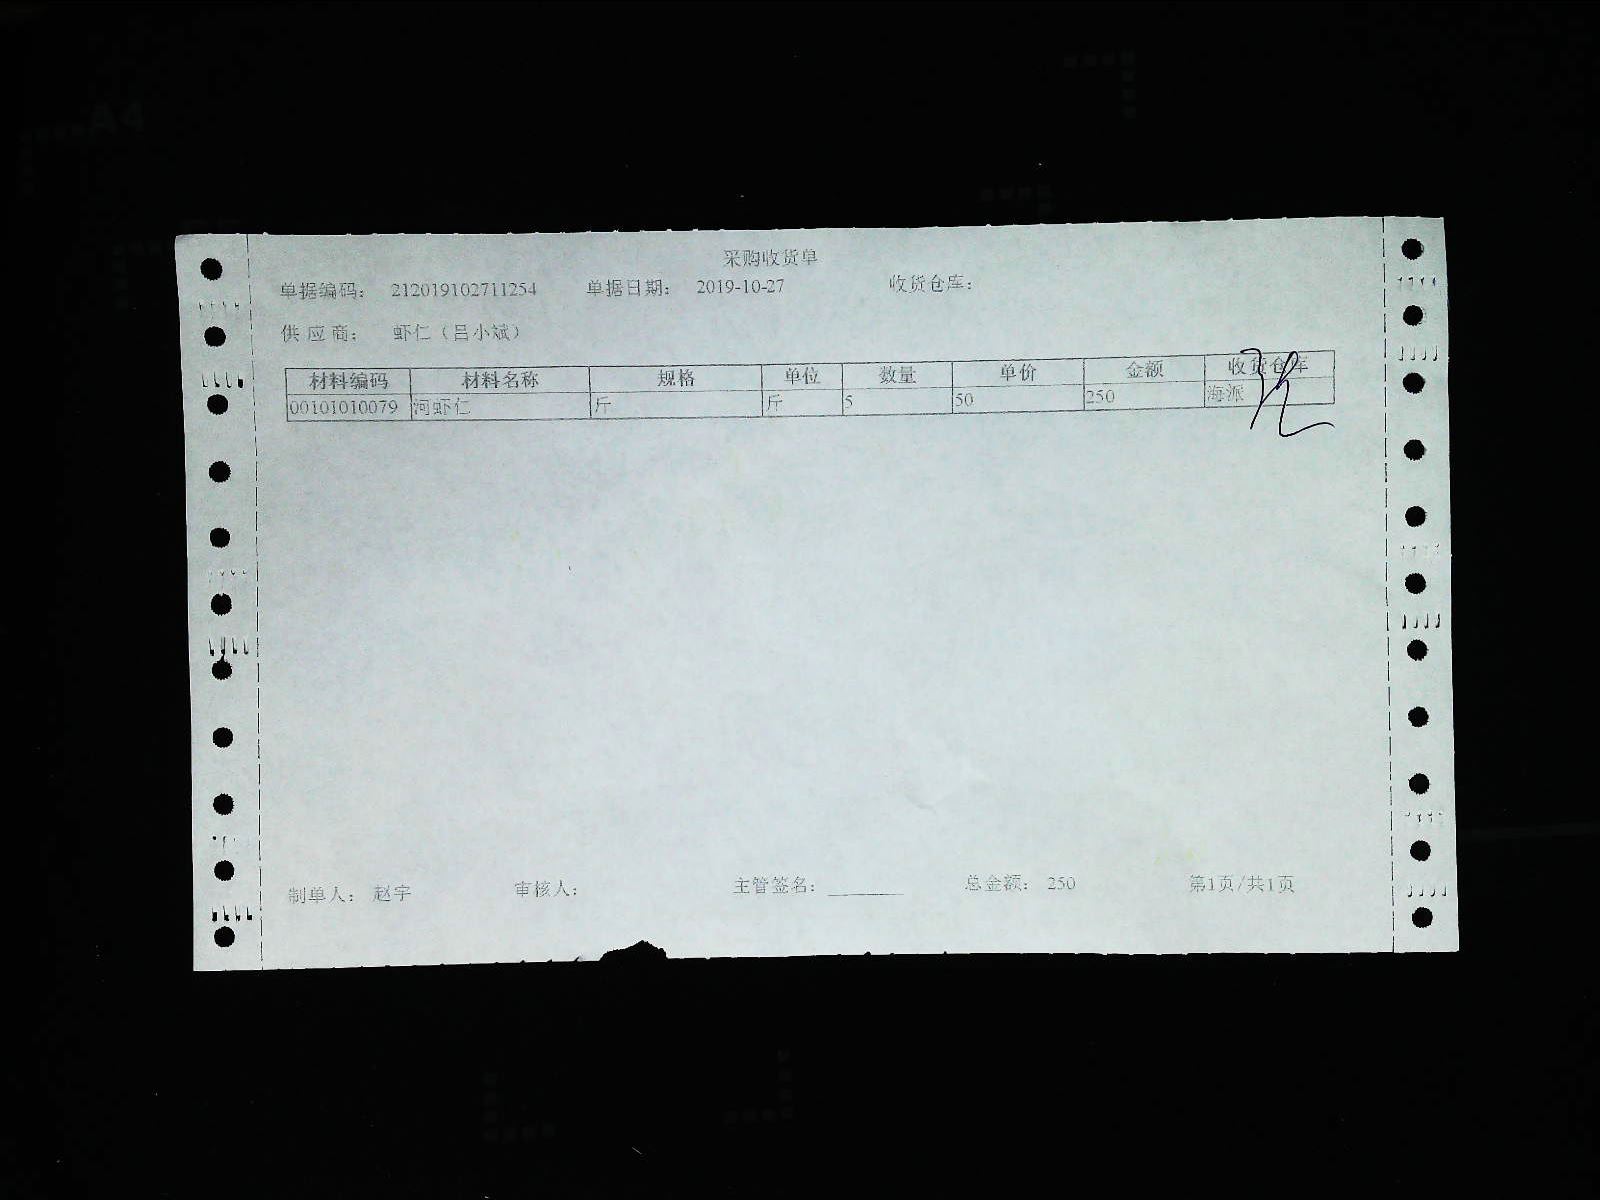 采购收货单
单据编码: 212019102711254 单据日期: 2019-10-27 收货仓库:
供应商: 虾仁（吕小斌）
材料编码 材料名称 规格 单位 数量 单价 金额 收货仓库
00101010079 河虾仁 斤 斤 5 50 250 海派
制单人: 赵宇 审核人: 主管签名: ________ 总金额: 250 第1页/共1页